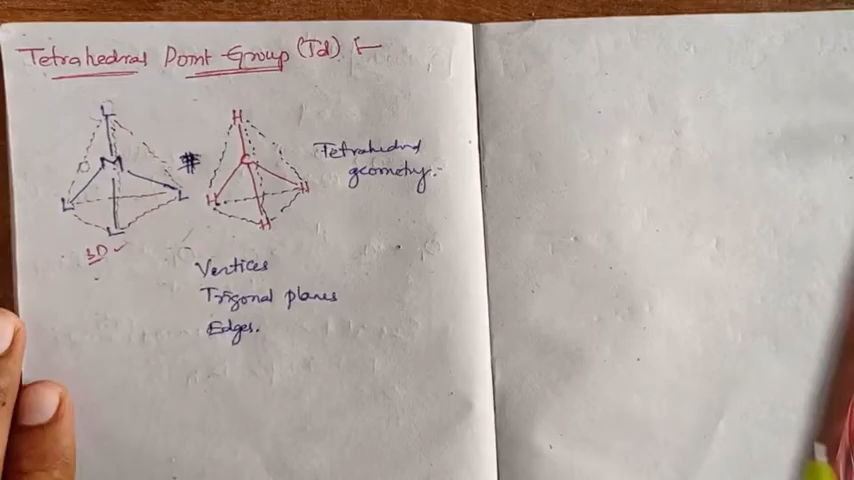 Tetrahedral Point Group (Td) :-
L
M
L
L
L
3D ✓
#
H
C
H
H
H
Tetrahedral
geometry:-
Vertices
Trigonal planes
Edges.